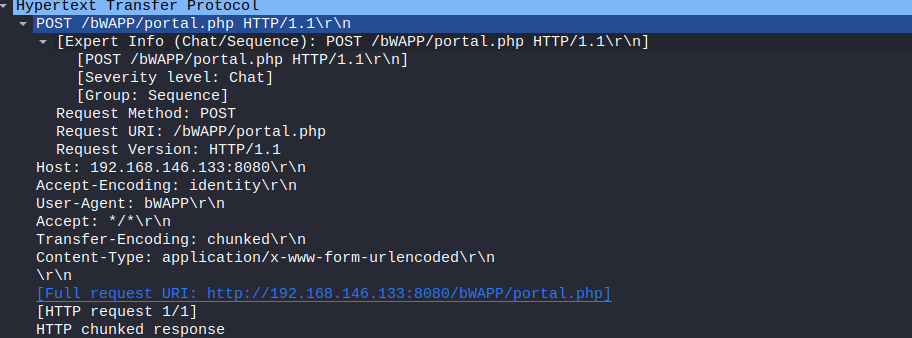 Hypertext Transfer Protocol
POST /bWAPP/portal.php HTTP/1.1\r\n
[Expert Info (Chat/Sequence): POST /bWAPP/portal.php HTTP/1.1\r\n]
[POST /bWAPP/portal.php HTTP/1.1\r\n]
[Severity level: Chat]
[Group: Sequence]
Request Method: POST
Request URI: /bWAPP/portal.php
Request Version: HTTP/1.1
Host: 192.168.146.133:8080\r\n
Accept-Encoding: identity\r\n
User-Agent: bWAPP\r\n
Accept: */*\r\n
Transfer-Encoding: chunked\r\n
Content-Type: application/x-www-form-urlencoded\r\n
\r\n
[Full request URI: http://192.168.146.133:8080/bWAPP/portal.php]
[HTTP request 1/1]
HTTP chunked response